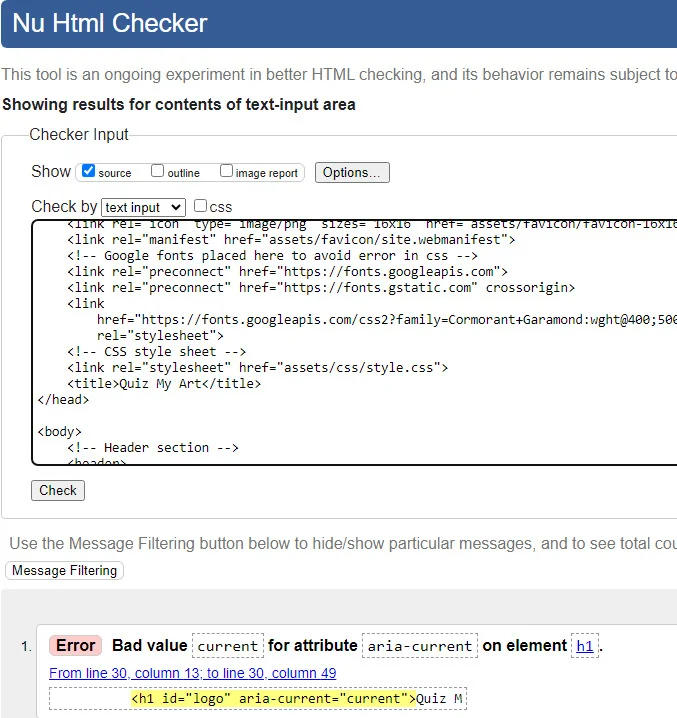 Nu Html Checker
This tool is an ongoing experiment in better HTML checking, and its behavior remains subject to
Showing results for contents of text-input area
Checker Input
Show source outline image report Options...
Check by text input css
<link rel="icon" type="image/png" sizes="16x16" href="assets/favicon/favicon-16x16
<link rel="manifest" href="assets/favicon/site.webmanifest">
<!-- Google fonts placed here to avoid error in css -->
<link rel="preconnect" href="https://fonts.googleapis.com">
<link rel="preconnect" href="https://fonts.gstatic.com" crossorigin>
<link
href="https://fonts.googleapis.com/css2?family=Cormorant+Garamond:wght@400;500
rel="stylesheet">
<!-- CSS style sheet -->
<link rel="stylesheet" href="assets/css/style.css">
<title>Quiz My Art</title>
</head>
<body>
<!-- Header section -->
<header>
Check
Use the Message Filtering button below to hide/show particular messages, and to see total cou
Message Filtering
1. Error Bad value current for attribute aria-current on element h1.
From line 30, column 13; to line 30, column 49
<h1 id="logo" aria-current="current">Quiz M